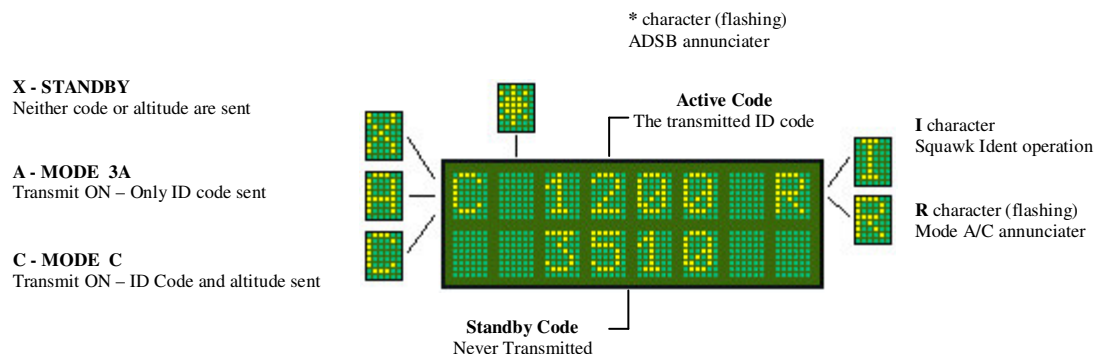 * character (flashing)
ADSB annunciater
X - STANDBY
Neither code or altitude are sent
A - MODE 3A
Transmit ON – Only ID code sent
C - MODE C
Transmit ON – ID Code and altitude sent
X
A
C
*
Active Code
The transmitted ID code
C 1200 R
3510
Standby Code
Never Transmitted
I
R
I character
Squawk Ident operation
R character (flashing)
Mode A/C annunciater